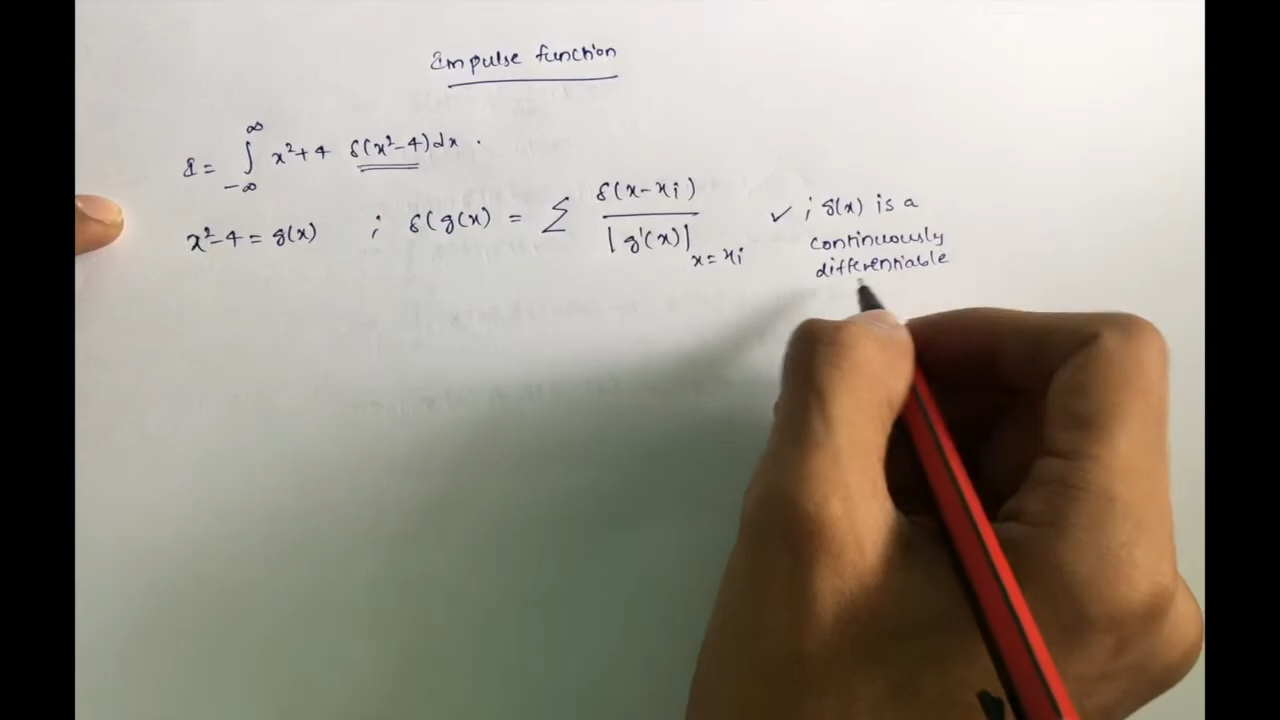 Impulse function
I = ∫_{-∞}^{∞} x²+4 δ(x²-4)dx.
x²-4 = g(x) ; δ(g(x) = Σ δ(x-xᵢ) / |g'(x)|_{x=xᵢ} ✓ ; g(x) is a
continuously
differentiable